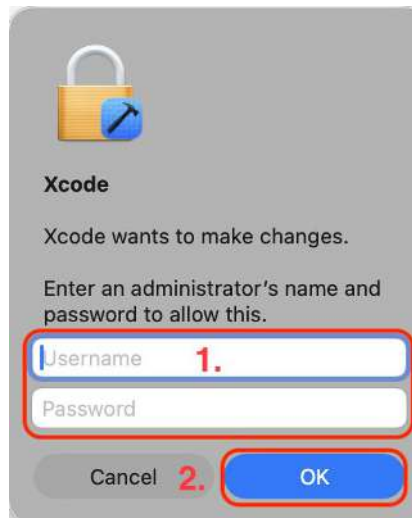 Xcode
Xcode wants to make changes.
Enter an administrator’s name and
password to allow this.
Username 1.
Password
Cancel 2. OK